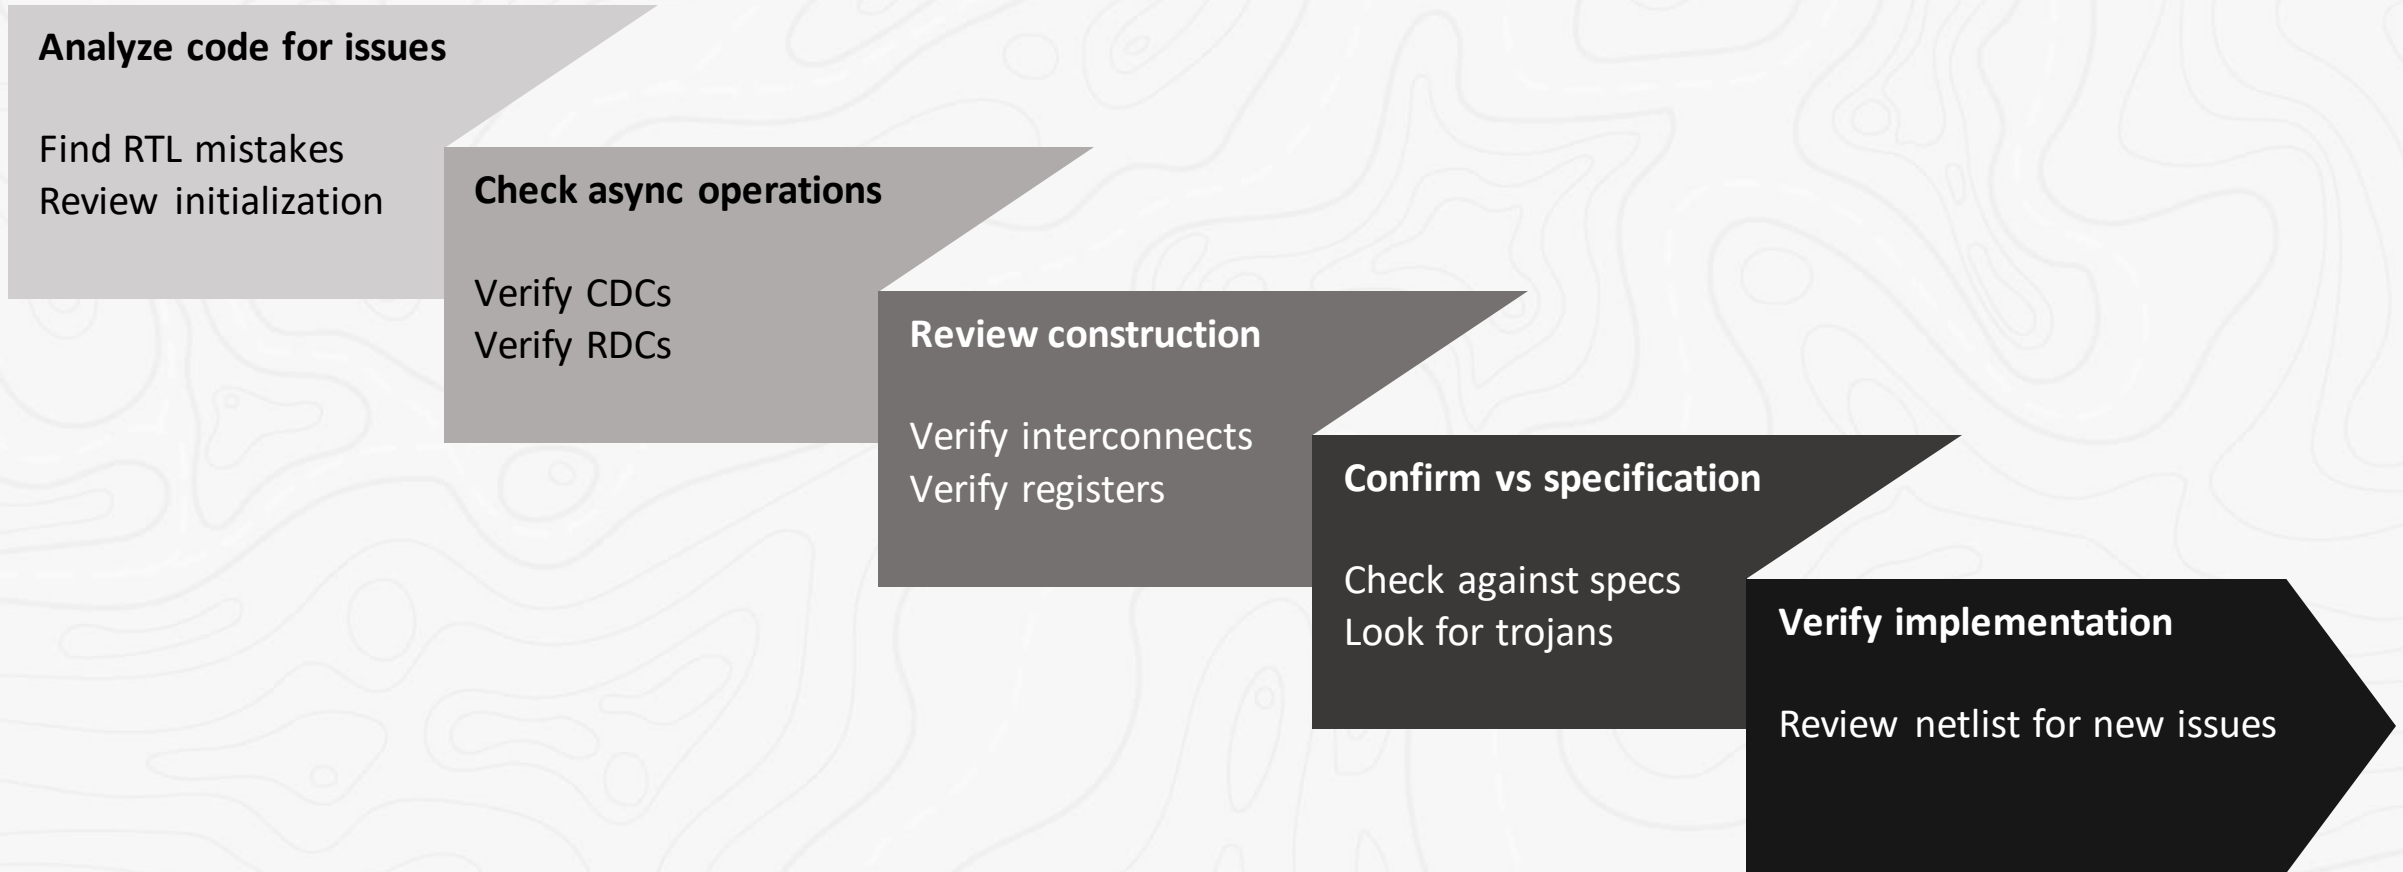 Analyze code for issues
Find RTL mistakes
Review initialization
Check async operations
Verify CDCs
Verify RDCs
Review construction
Verify interconnects
Verify registers
Confirm vs specification
Check against specs
Look for trojans
Verify implementation
Review netlist for new issues